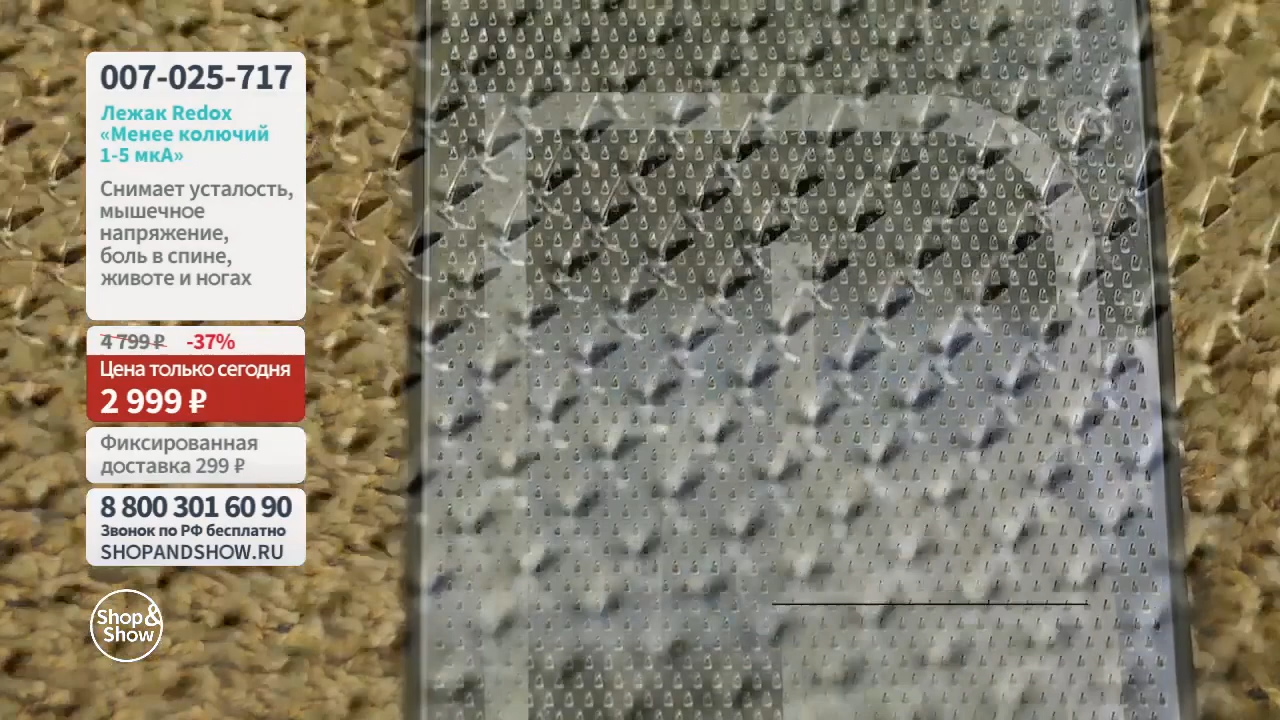 007-025-717
Лежак Redox
«Менее колючий
1-5 мкА»
Снимает усталость,
мышечное
напряжение,
боль в спине,
животе и ногах
4 799 ₽ -37%
Цена только сегодня
2 999 ₽
Фиксированная
доставка 299 ₽
8 800 301 60 90
Звонок по РФ бесплатно
SHOPANDSHOW.RU
Shop&
Show